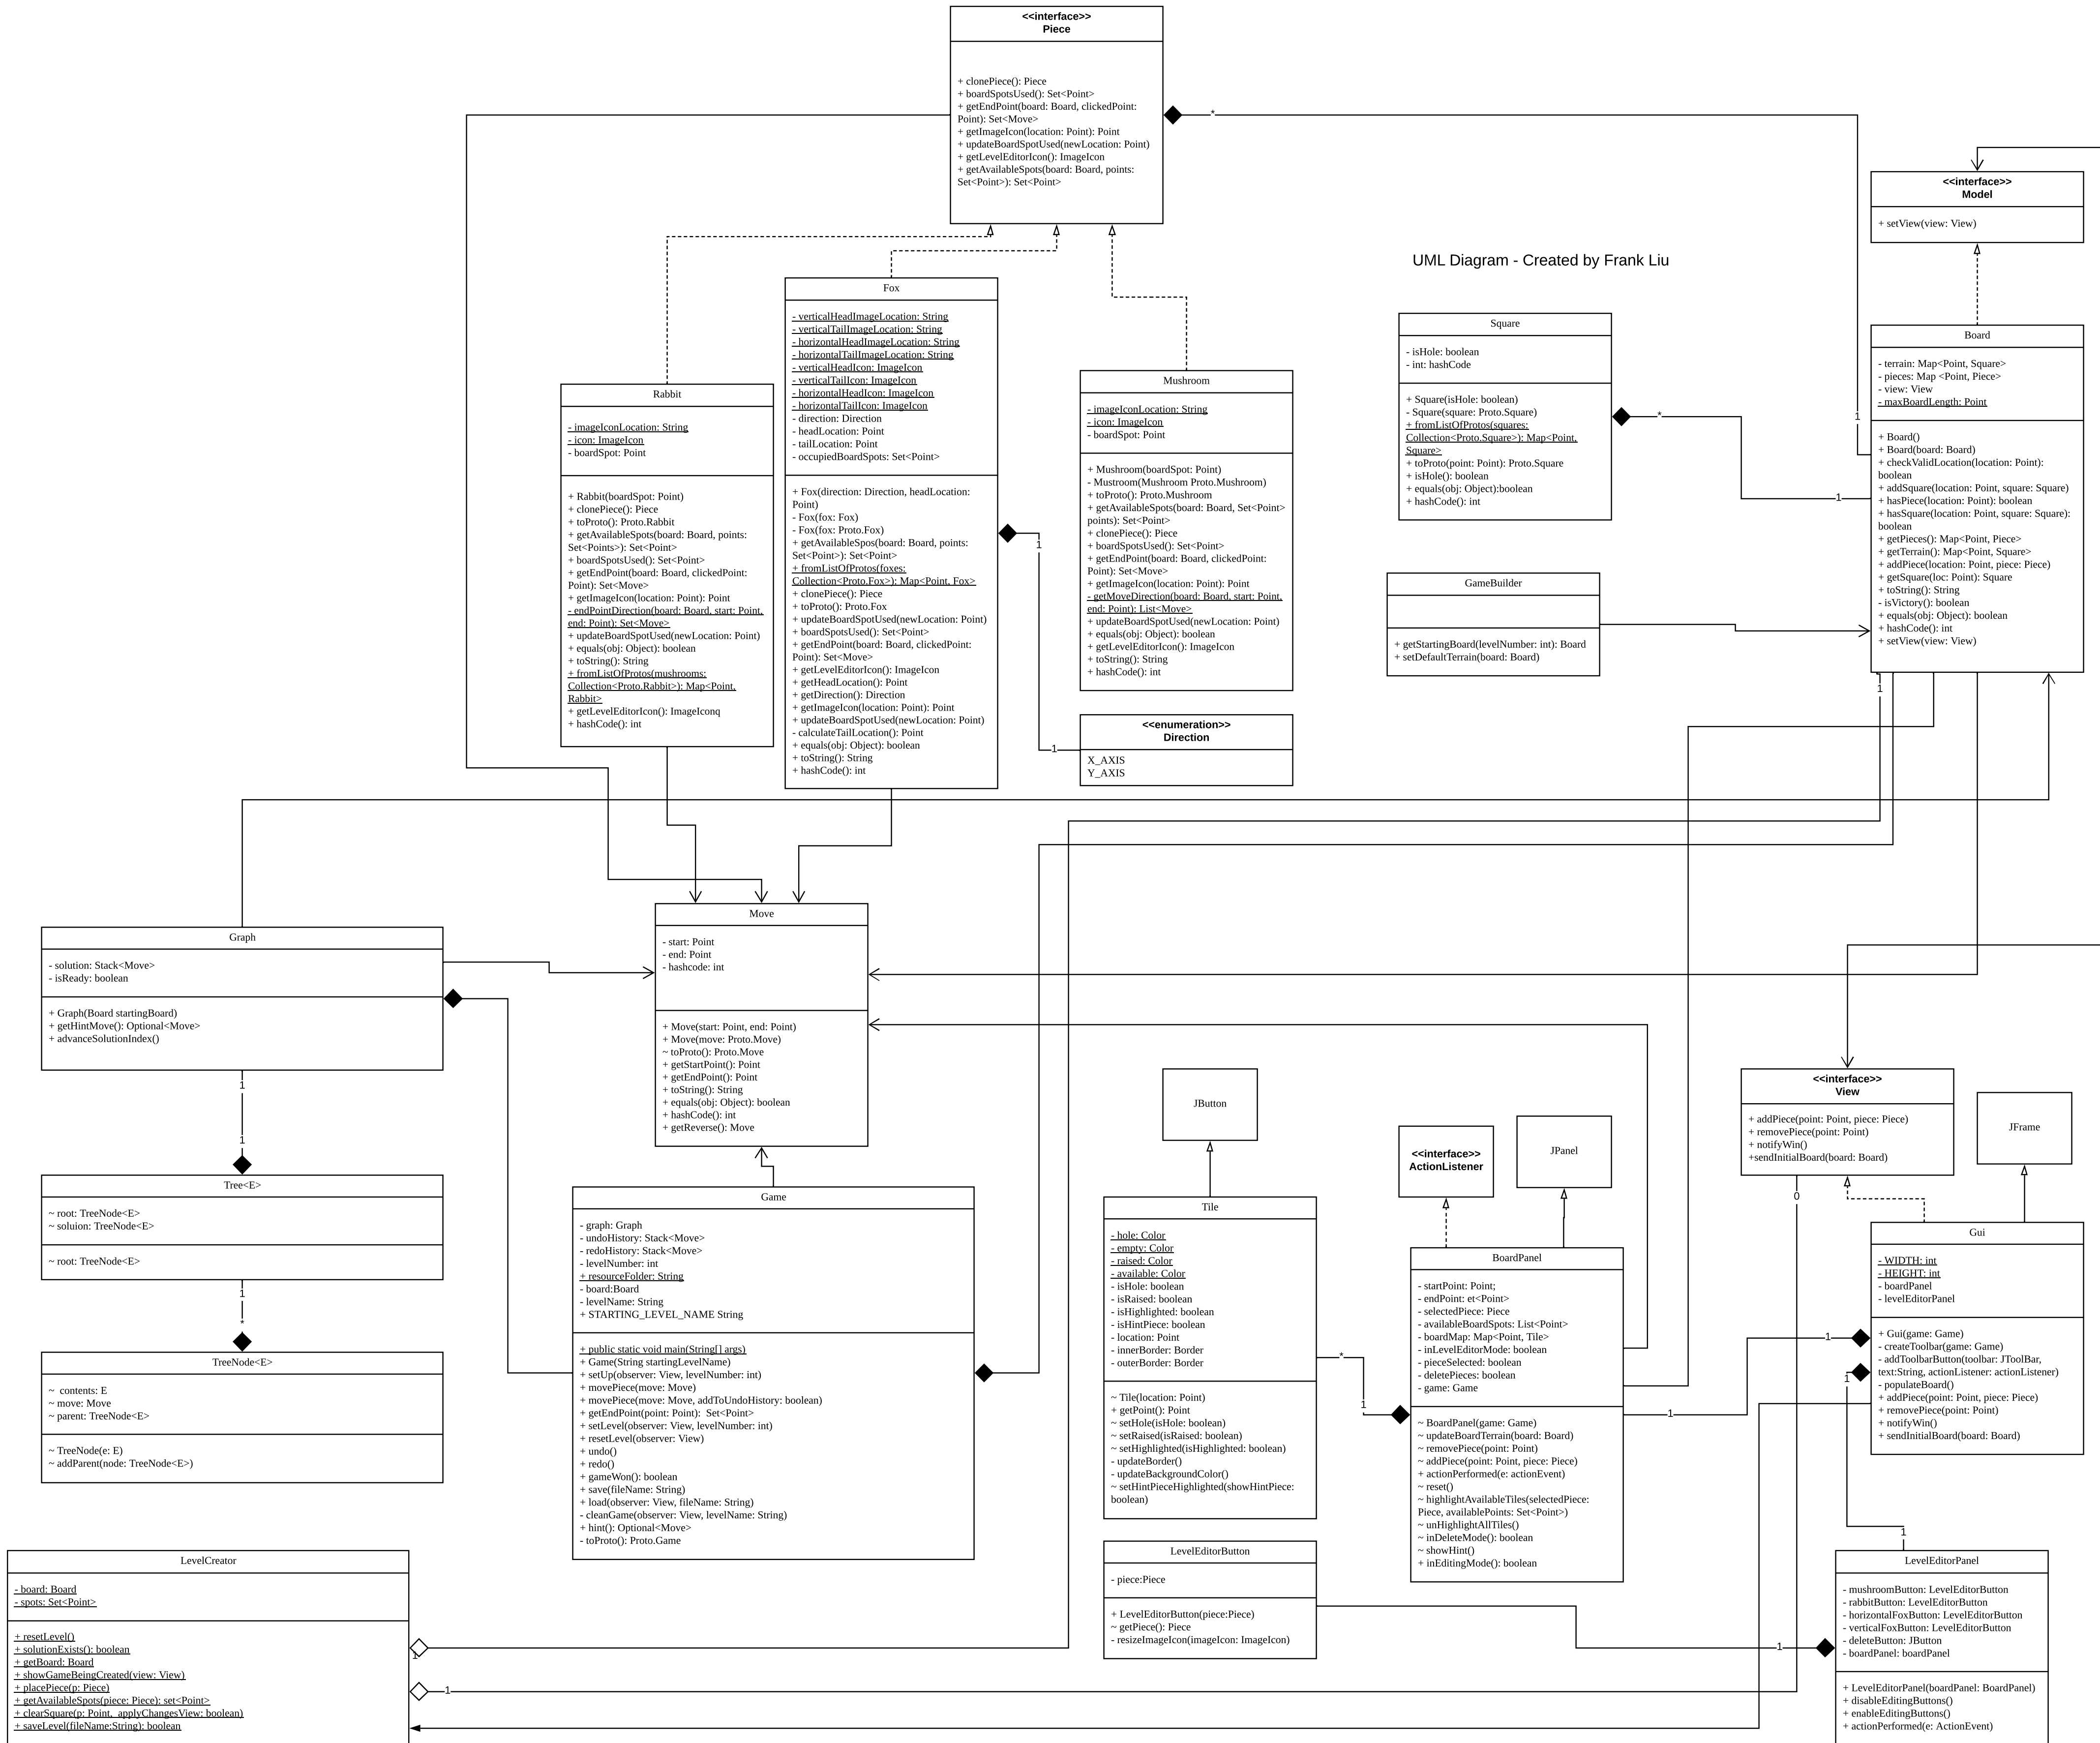 <<interface>>
Piece
+ clonePiece(): Piece
+ boardSpotsUsed(): Set<Point>
+ getEndPoint(board: Board, clickedPoint:
Point): Set<Move>
+ getImageIcon(location: Point): Point
+ updateBoardSpotUsed(newLocation: Point)
+ getLevelEditorIcon(): ImageIcon
+ getAvailableSpots(board: Board, points:
Set<Point>): Set<Point>
*
1
<<interface>>
Model
+ setView(view: View)
UML Diagram - Created by Frank Liu
Fox
- verticalHeadImageLocation: String
- verticalTailImageLocation: String
- horizontalHeadImageLocation: String
- horizontalTailImageLocation: String
- verticalHeadIcon: ImageIcon
- verticalTailIcon: ImageIcon
- horizontalHeadIcon: ImageIcon
- horizontalTailIcon: ImageIcon
- direction: Direction
- headLocation: Point
- tailLocation: Point
- occupiedBoardSpots: Set<Point>
+ Fox(direction: Direction, headLocation:
Point)
- Fox(fox: Fox)
- Fox(fox: Proto.Fox)
+ getAvailableSpos(board: Board, points:
Set<Point>): Set<Point>
+ fromListOfProtos(foxes:
Collection<Proto.Fox>): Map<Point, Fox>
+ clonePiece(): Piece
+ toProto(): Proto.Fox
+ updateBoardSpotUsed(newLocation: Point)
+ boardSpotsUsed(): Set<Point>
+ getEndPoint(board: Board, clickedPoint:
Point): Set<Move>
+ getLevelEditorIcon(): ImageIcon
+ getHeadLocation(): Point
+ getDirection(): Direction
+ getImageIcon(location: Point): Point
+ updateBoardSpotUsed(newLocation: Point)
- calculateTailLocation(): Point
+ equals(obj: Object): boolean
+ toString(): String
+ hashCode(): int
1
1
Rabbit
- imageIconLocation: String
- icon: ImageIcon
- boardSpot: Point
+ Rabbit(boardSpot: Point)
+ clonePiece(): Piece
+ toProto(): Proto.Rabbit
+ getAvailableSpots(board: Board, points:
Set<Points>): Set<Point>
+ boardSpotsUsed(): Set<Point>
+ getEndPoint(board: Board, clickedPoint:
Point): Set<Move>
+ getImageIcon(location: Point): Point
- endPointDirection(board: Board, start: Point,
end: Point): Set<Move>
+ updateBoardSpotUsed(newLocation: Point)
+ equals(obj: Object): boolean
+ toString(): String
+ fromListOfProtos(mushrooms:
Collection<Proto.Rabbit>): Map<Point,
Rabbit>
+ getLevelEditorIcon(): ImageIconq
+ hashCode(): int
Mushroom
- imageIconLocation: String
- icon: ImageIcon
- boardSpot: Point
+ Mushroom(boardSpot: Point)
- Mustroom(Mushroom Proto.Mushroom)
+ toProto(): Proto.Mushroom
+ getAvailableSpots(board: Board, Set<Point>
points): Set<Point>
+ clonePiece(): Piece
+ boardSpotsUsed(): Set<Point>
+ getEndPoint(board: Board, clickedPoint:
Point): Set<Move>
+ getImageIcon(location: Point): Point
- getMoveDirection(board: Board, start: Point,
end: Point): List<Move>
+ updateBoardSpotUsed(newLocation: Point)
+ equals(obj: Object): boolean
+ getLevelEditorIcon(): ImageIcon
+ toString(): String
+ hashCode(): int
<<enumeration>>
Direction
X_AXIS
Y_AXIS
Square
- isHole: boolean
- int: hashCode
+ Square(isHole: boolean)
- Square(square: Proto.Square)
+ fromListOfProtos(squares:
Collection<Proto.Square>): Map<Point,
Square>
+ toProto(point: Point): Proto.Square
+ isHole(): boolean
+ equals(obj: Object):boolean
+ hashCode(): int
*
1
GameBuilder
+ getStartingBoard(levelNumber: int): Board
+ setDefaultTerrain(board: Board)
Board
- terrain: Map<Point, Square>
- pieces: Map <Point, Piece>
- view: View
- maxBoardLength: Point
+ Board()
+ Board(board: Board)
+ checkValidLocation(location: Point):
boolean
+ addSquare(location: Point, square: Square)
+ hasPiece(location: Point): boolean
+ hasSquare(location: Point, square: Square):
boolean
+ getPieces(): Map<Point, Piece>
+ getTerrain(): Map<Point, Square>
+ addPiece(location: Point, piece: Piece)
+ getSquare(loc: Point): Square
+ toString(): String
- isVictory(): boolean
+ equals(obj: Object): boolean
+ hashCode(): int
+ setView(view: View)
1
Graph
- solution: Stack<Move>
- isReady: boolean
+ Graph(Board startingBoard)
+ getHintMove(): Optional<Move>
+ advanceSolutionIndex()
1
1
Tree<E>
~ root: TreeNode<E>
~ soluion: TreeNode<E>
~ root: TreeNode<E>
1
*
TreeNode<E>
~ contents: E
~ move: Move
~ parent: TreeNode<E>
~ TreeNode(e: E)
~ addParent(node: TreeNode<E>)
Move
- start: Point
- end: Point
- hashcode: int
+ Move(start: Point, end: Point)
+ Move(move: Proto.Move)
~ toProto(): Proto.Move
+ getStartPoint(): Point
+ getEndPoint(): Point
+ toString(): String
+ equals(obj: Object): boolean
+ hashCode(): int
+ getReverse(): Move
Game
- graph: Graph
- undoHistory: Stack<Move>
- redoHistory: Stack<Move>
- levelNumber: int
+ resourceFolder: String
- board:Board
- levelName: String
+ STARTING_LEVEL_NAME String
+ public static void main(String[] args)
+ Game(String startingLevelName)
+ setUp(observer: View, levelNumber: int)
+ movePiece(move: Move)
+ movePiece(move: Move, addToUndoHistory: boolean)
+ getEndPoint(point: Point): Set<Point>
+ setLevel(observer: View, levelNumber: int)
+ resetLevel(observer: View)
+ undo()
+ redo()
+ gameWon(): boolean
+ save(fileName: String)
+ load(observer: View, fileName: String)
- cleanGame(observer: View, levelName: String)
+ hint(): Optional<Move>
- toProto(): Proto.Game
JButton
Tile
- hole: Color
- empty: Color
- raised: Color
- available: Color
- isHole: boolean
- isRaised: boolean
- isHighlighted: boolean
- isHintPiece: boolean
- location: Point
- innerBorder: Border
- outerBorder: Border
~ Tile(location: Point)
+ getPoint(): Point
~ setHole(isHole: boolean)
~ setRaised(isRaised: boolean)
~ setHighlighted(isHighlighted: boolean)
- updateBorder()
- updateBackgroundColor()
~ setHintPieceHighlighted(showHintPiece:
boolean)
*
1
<<interface>>
ActionListener
JPanel
BoardPanel
- startPoint: Point;
- endPoint: et<Point>
- selectedPiece: Piece
- availableBoardSpots: List<Point>
- boardMap: Map<Point, Tile>
- inLevelEditorMode: boolean
- pieceSelected: boolean
- deletePieces: boolean
- game: Game
~ BoardPanel(game: Game)
~ updateBoardTerrain(board: Board)
~ removePiece(point: Point)
~ addPiece(point: Point, piece: Piece)
+ actionPerformed(e: actionEvent)
~ reset()
~ highlightAvailableTiles(selectedPiece:
Piece, availablePoints: Set<Point>)
~ unHighlightAllTiles()
~ inDeleteMode(): boolean
~ showHint()
+ inEditingMode(): boolean
1
1
<<interface>>
View
+ addPiece(point: Point, piece: Piece)
+ removePiece(point: Point)
+ notifyWin()
+sendInitialBoard(board: Board)
0
JFrame
Gui
- WIDTH: int
- HEIGHT: int
- boardPanel
- levelEditorPanel
+ Gui(game: Game)
- createToolbar(game: Game)
- addToolbarButton(toolbar: JToolBar,
text:String, actionListener: actionListener)
- populateBoard()
+ addPiece(point: Point, piece: Piece)
+ removePiece(point: Point)
+ notifyWin()
+ sendInitialBoard(board: Board)
1
1
LevelCreator
- board: Board
- spots: Set<Point>
+ resetLevel()
+ solutionExists(): boolean
+ getBoard: Board
+ showGameBeingCreated(view: View)
+ placePiece(p: Piece)
+ getAvailableSpots(piece: Piece): set<Point>
+ clearSquare(p: Point, applyChangesView: boolean)
+ saveLevel(fileName:String): boolean
1
1
LevelEditorButton
- piece:Piece
+ LevelEditorButton(piece:Piece)
~ getPiece(): Piece
- resizeImageIcon(imageIcon: ImageIcon)
1
LevelEditorPanel
- mushroomButton: LevelEditorButton
- rabbitButton: LevelEditorButton
- horizontalFoxButton: LevelEditorButton
- verticalFoxButton: LevelEditorButton
- deleteButton: JButton
- boardPanel: boardPanel
+ LevelEditorPanel(boardPanel: BoardPanel)
+ disableEditingButtons()
+ enableEditingButtons()
+ actionPerformed(e: ActionEvent)